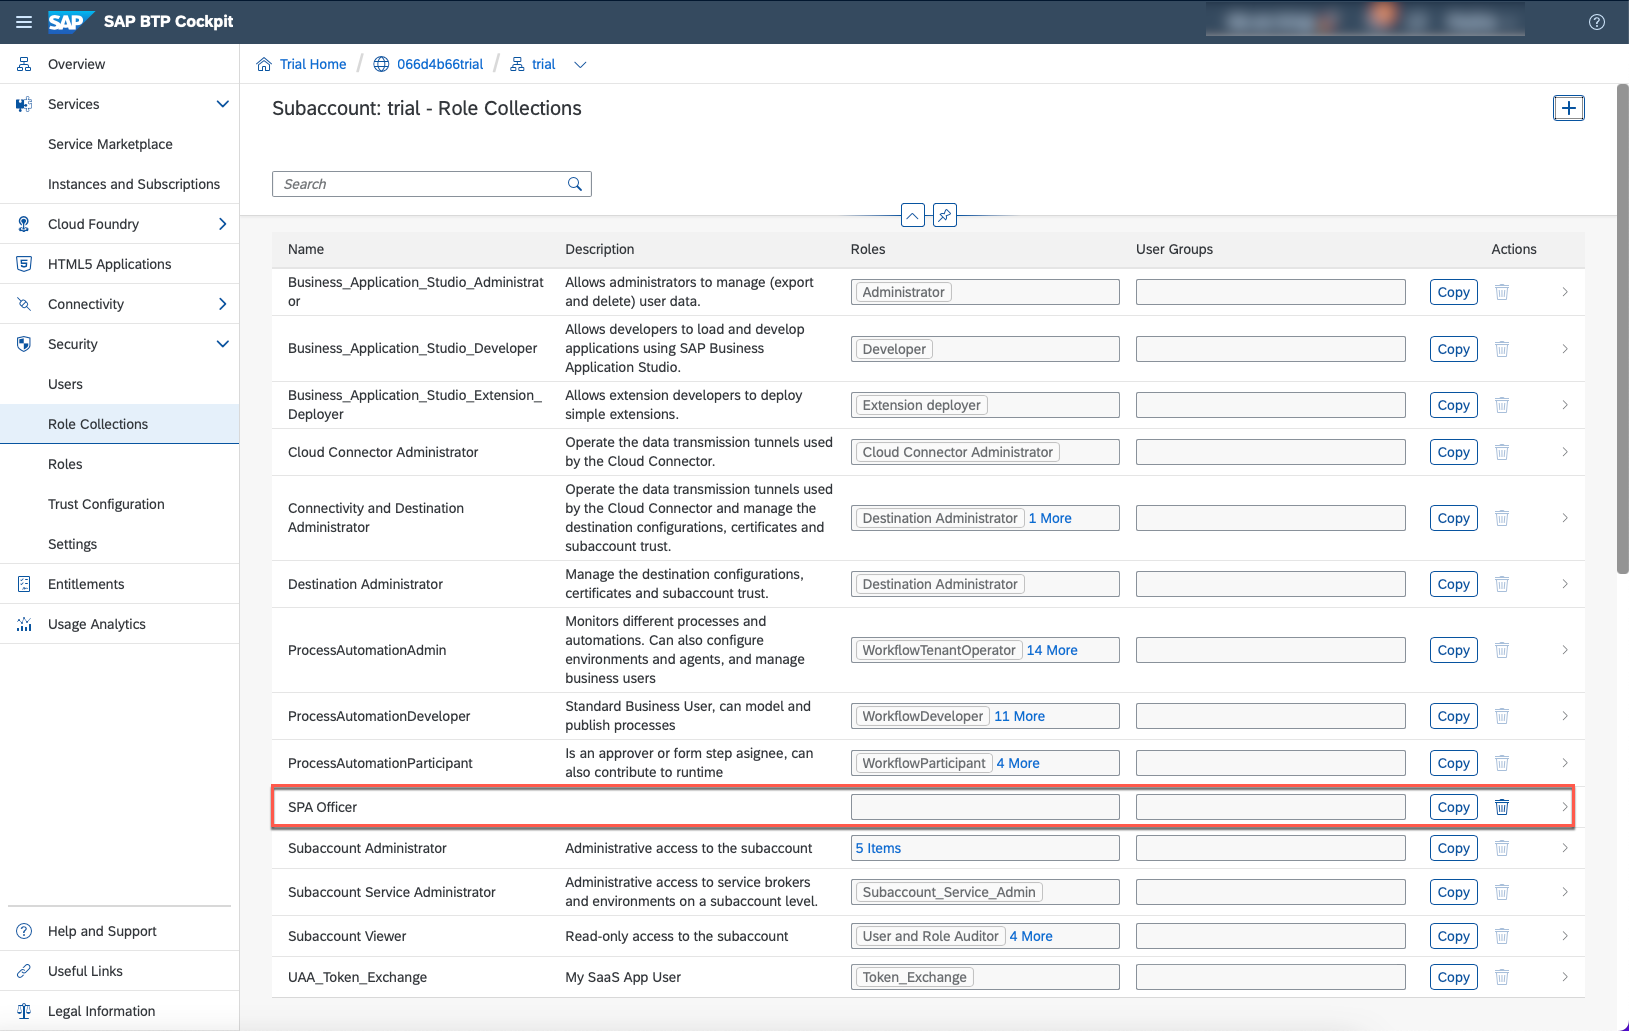 SAP SAP BTP Cockpit
Overview
Services
Service Marketplace
Instances and Subscriptions
Cloud Foundry
HTML5 Applications
Connectivity
Security
Users
Role Collections
Roles
Trust Configuration
Settings
Entitlements
Usage Analytics
Help and Support
Useful Links
Legal Information
Trial Home / 066d4b66trial / trial
Subaccount: trial - Role Collections
Search
Name Description Roles User Groups Actions
Business_Application_Studio_Administrat
or
Allows administrators to manage (export
and delete) user data.
Administrator
Copy
Business_Application_Studio_Developer
Allows developers to load and develop
applications using SAP Business
Application Studio.
Developer
Copy
Business_Application_Studio_Extension_
Deployer
Allows extension developers to deploy
simple extensions.
Extension deployer
Copy
Cloud Connector Administrator
Operate the data transmission tunnels used
by the Cloud Connector.
Cloud Connector Administrator
Copy
Connectivity and Destination
Administrator
Operate the data transmission tunnels used
by the Cloud Connector and manage the
destination configurations, certificates and
subaccount trust.
Destination Administrator 1 More
Copy
Destination Administrator
Manage the destination configurations,
certificates and subaccount trust.
Destination Administrator
Copy
ProcessAutomationAdmin
Monitors different processes and
automations. Can also configure
environments and agents, and manage
business users
WorkflowTenantOperator 14 More
Copy
ProcessAutomationDeveloper
Standard Business User, can model and
publish processes
WorkflowDeveloper 11 More
Copy
ProcessAutomationParticipant
Is an approver or form step asignee, can
also contribute to runtime
WorkflowParticipant 4 More
Copy
SPA Officer
Copy
Subaccount Administrator
Administrative access to the subaccount
5 Items
Copy
Subaccount Service Administrator
Administrative access to service brokers
and environments on a subaccount level.
Subaccount_Service_Admin
Copy
Subaccount Viewer
Read-only access to the subaccount
User and Role Auditor 4 More
Copy
UAA_Token_Exchange
My SaaS App User
Token_Exchange
Copy